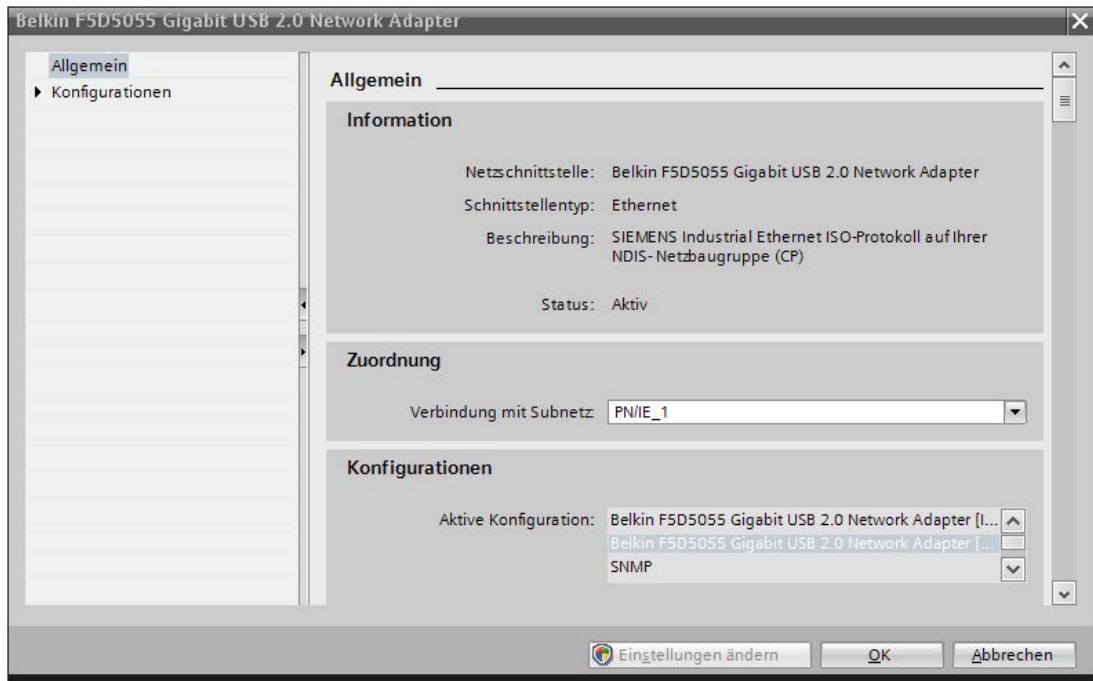 Belkin F5D5055 Gigabit USB 2.0 Network Adapter
Allgemein
Konfigurationen
Allgemein
Information
Netzschnittstelle: Belkin F5D5055 Gigabit USB 2.0 Network Adapter
Schnittstellentyp: Ethernet
Beschreibung: SIEMENS Industrial Ethernet ISO-Protokoll auf Ihrer
NDIS- Netzbaugruppe (CP)
Status: Aktiv
Zuordnung
Verbindung mit Subnetz: PN/IE_1
Konfigurationen
Aktive Konfiguration: Belkin F5D5055 Gigabit USB 2.0 Network Adapter [I...
Belkin F5D5055 Gigabit USB 2.0 Network Adapter [...
SNMP
Einstellungen ändern
OK
Abbrechen